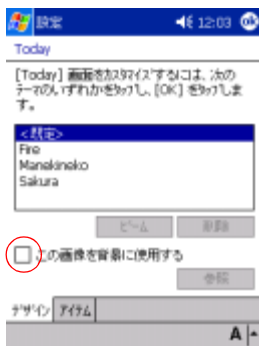 設定 12:03 ok
Today
[Today] 画面をカスタマイズするには、次の
テーマのいずれかをタップし、[OK] をタップしま
す。
<既定>
Fire
Manekineko
Sakura
ビーム 削除
この画像を背景に使用する
参照
デザイン アイテム
A